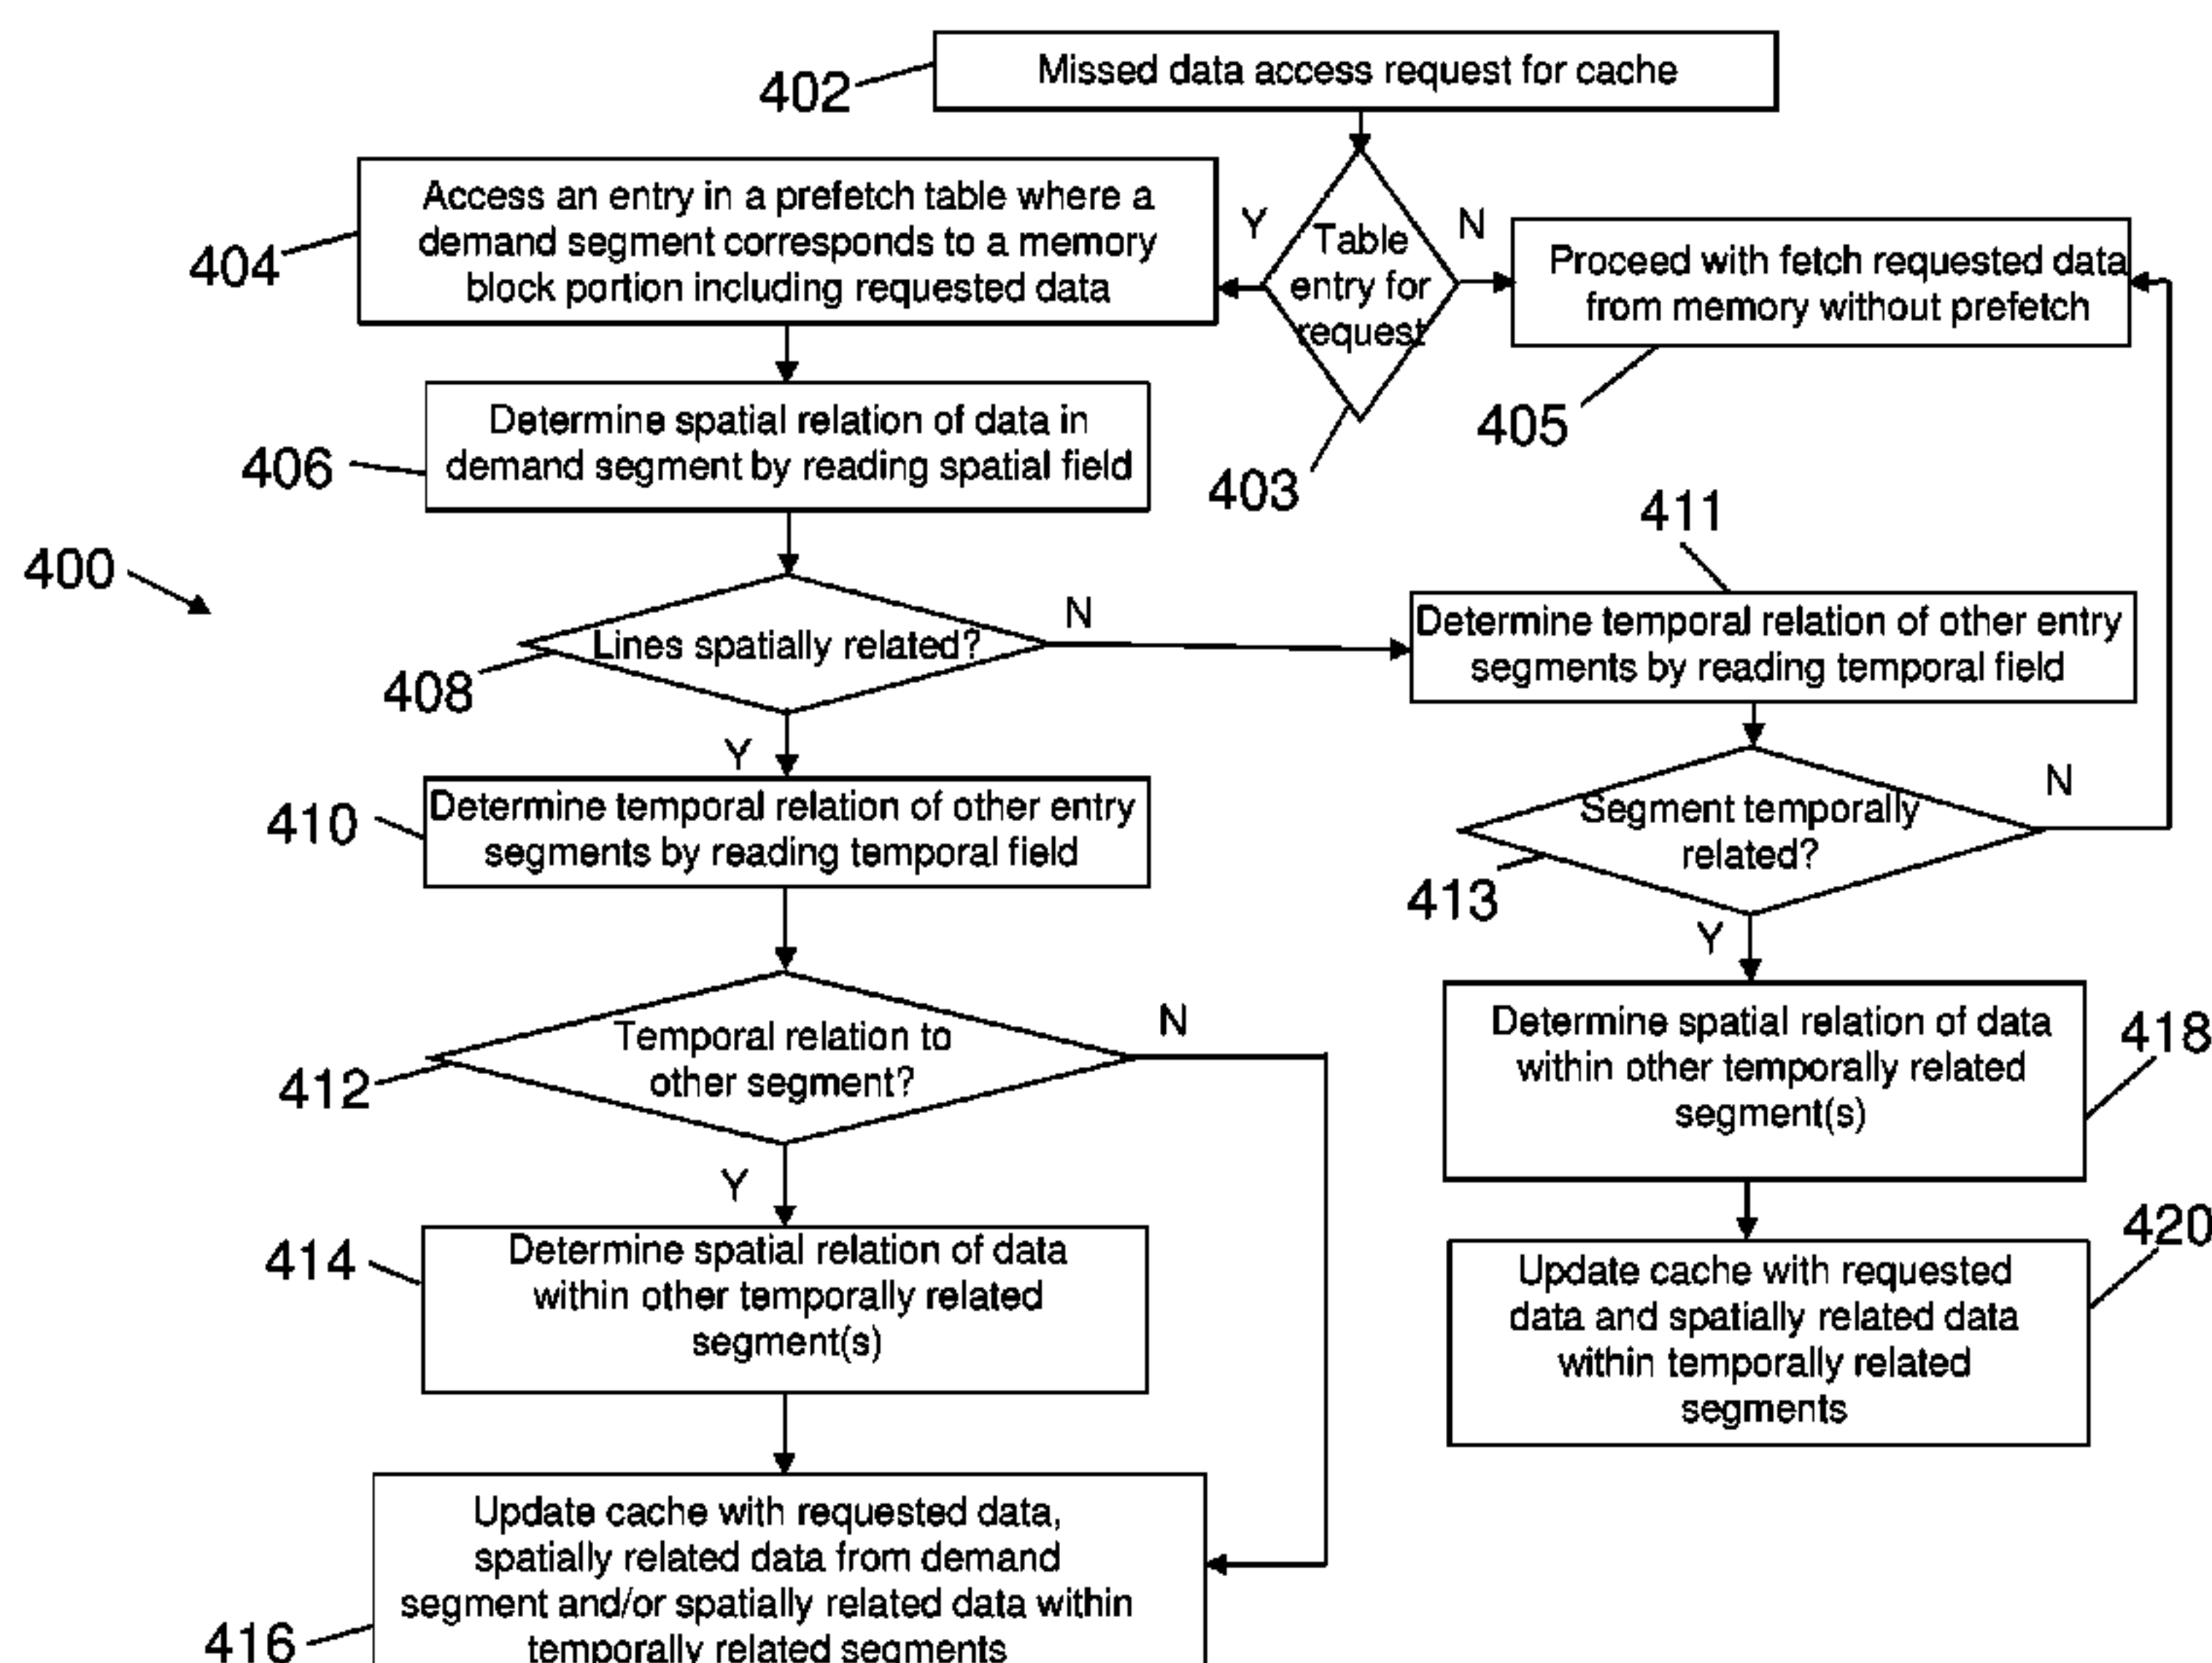 402
Missed data access request for cache
404
Access an entry in a prefetch table where a
demand segment corresponds to a memory
block portion including requested data
Y
Table
entry for
request
N
403
Proceed with fetch requested data
from memory without prefetch
405
406
Determine spatial relation of data in
demand segment by reading spatial field
400
Lines spatially related?
408
N
Y
411
Determine temporal relation of other entry
segments by reading temporal field
410
Determine temporal relation of other entry
segments by reading temporal field
Segment temporally
related?
413
N
Y
Temporal relation to
other segment?
412
N
Y
418
Determine spatial relation of data
within other temporally related
segment(s)
414
Determine spatial relation of data
within other temporally related
segment(s)
420
Update cache with requested
data and spatially related data
within temporally related
segments
416
Update cache with requested data,
spatially related data from demand
segment and/or spatially related data within
temporally related segments